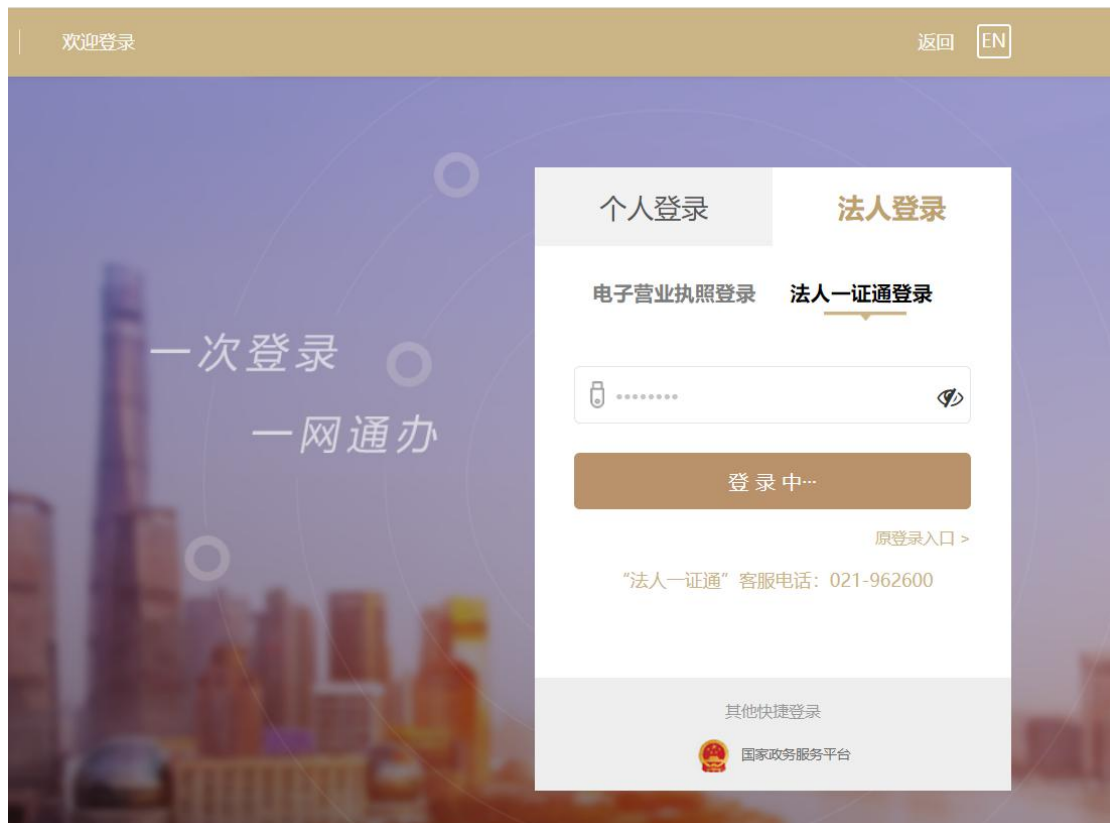 欢迎登录
返回 EN
个人登录 法人登录
电子营业执照登录 法人一证通登录
一次登录
一网通办
登 录 中···
原登录入口 >
“法人一证通”客服电话：021-962600
其他快捷登录
国家政务服务平台